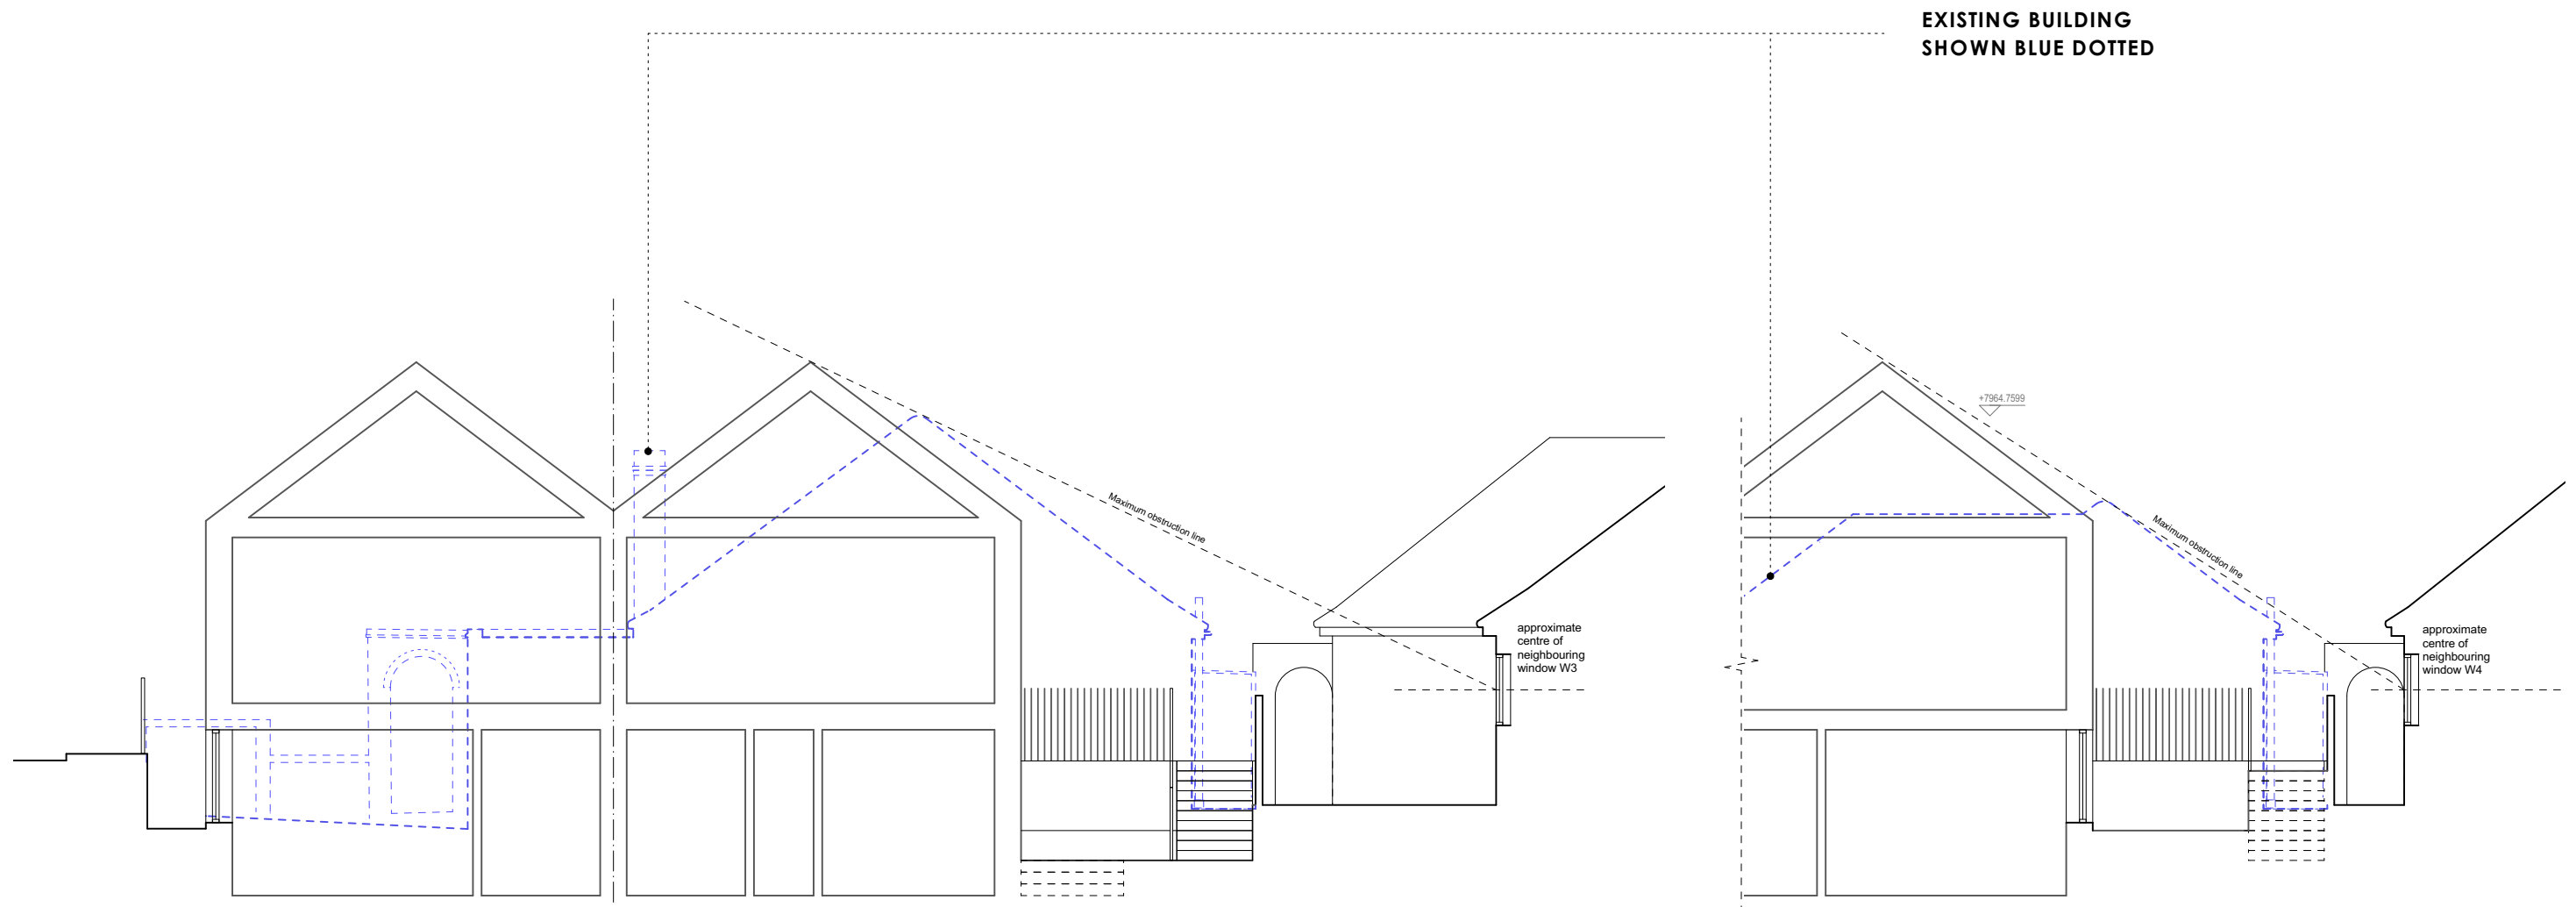 EXISTING BUILDING
SHOWN BLUE DOTTED
+7964.7599
Maximum obstruction line
Maximum obstruction line
approximate
centre of
neighbouring
window W3
approximate
centre of
neighbouring
window W4